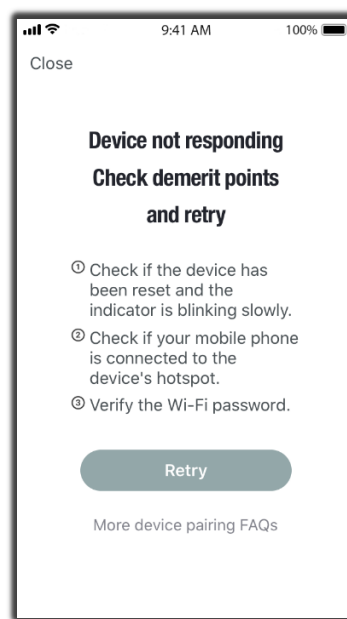 9:41 AM
100%
Close
Device not responding
Check demerit points
and retry
① Check if the device has
been reset and the
indicator is blinking slowly.
② Check if your mobile phone
is connected to the
device's hotspot.
③ Verify the Wi-Fi password.
Retry
More device pairing FAQs